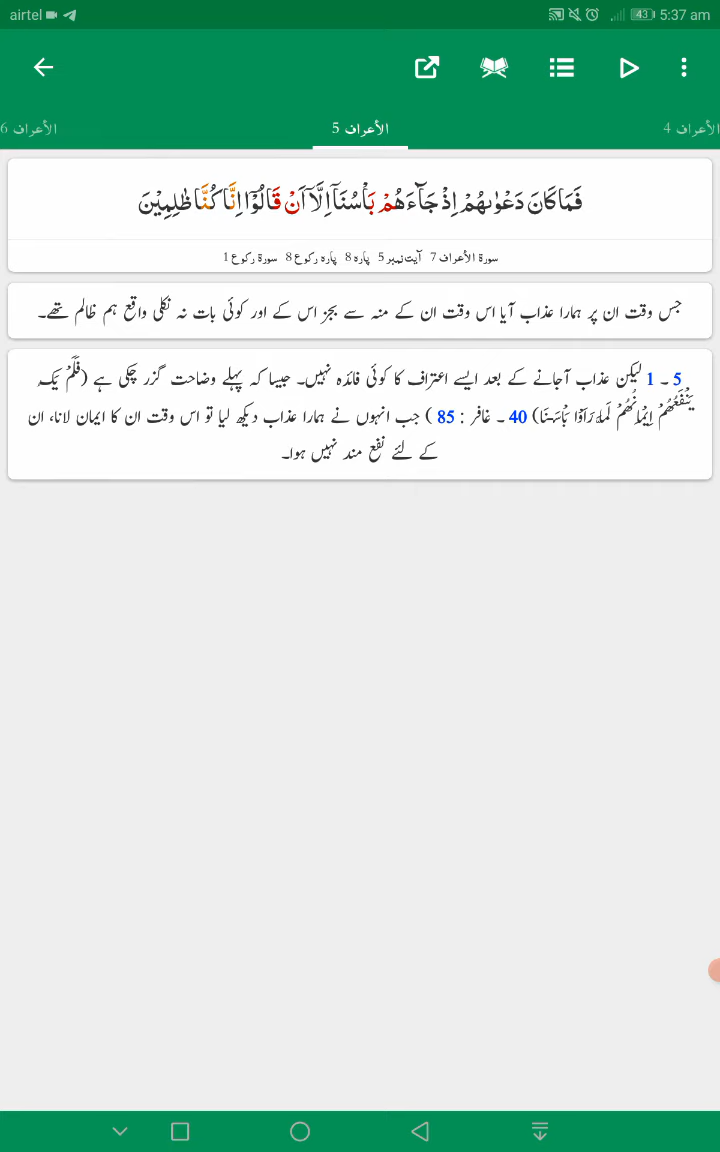 airtel 43 5:37 am
الأعراف 4 الأعراف 5 الأعراف 6
فَمَا كَانَ دَعْوٰىهُمْ اِذْ جَآءَهُمْ بَاْسُنَاۤ اِلَّاۤ اَنْ قَالُوْۤا اِنَّا كُنَّا ظٰلِمِيْنَ
سورة الأعراف 7 آیت نمبر 5 پارہ 8 پارہ رکوع 8 سورۃ رکوع 1
جس وقت ان پر ہمارا عذاب آیا اس وقت ان کے منہ سے بجز اس کے اور کوئی بات نہ نکلی واقع ہم ظالم تھے۔
5 ۔ 1 لیکن عذاب آجانے کے بعد ایسے اعتراف کا کوئی فائدہ نہیں۔ جیسا کہ پہلے وضاحت گزر چکی ہے (فَلَمْ يَكُ
يَنْفَعُهُمْ اِيْمَانُهُمْ لَمَّا رَاَوْا بَاْسَـنَا) 40 ۔ غافر : 85 ) جب انہوں نے ہمارا عذاب دیکھ لیا تو اس وقت ان کا ایمان لانا، ان
کے لئے نفع مند نہیں ہوا۔